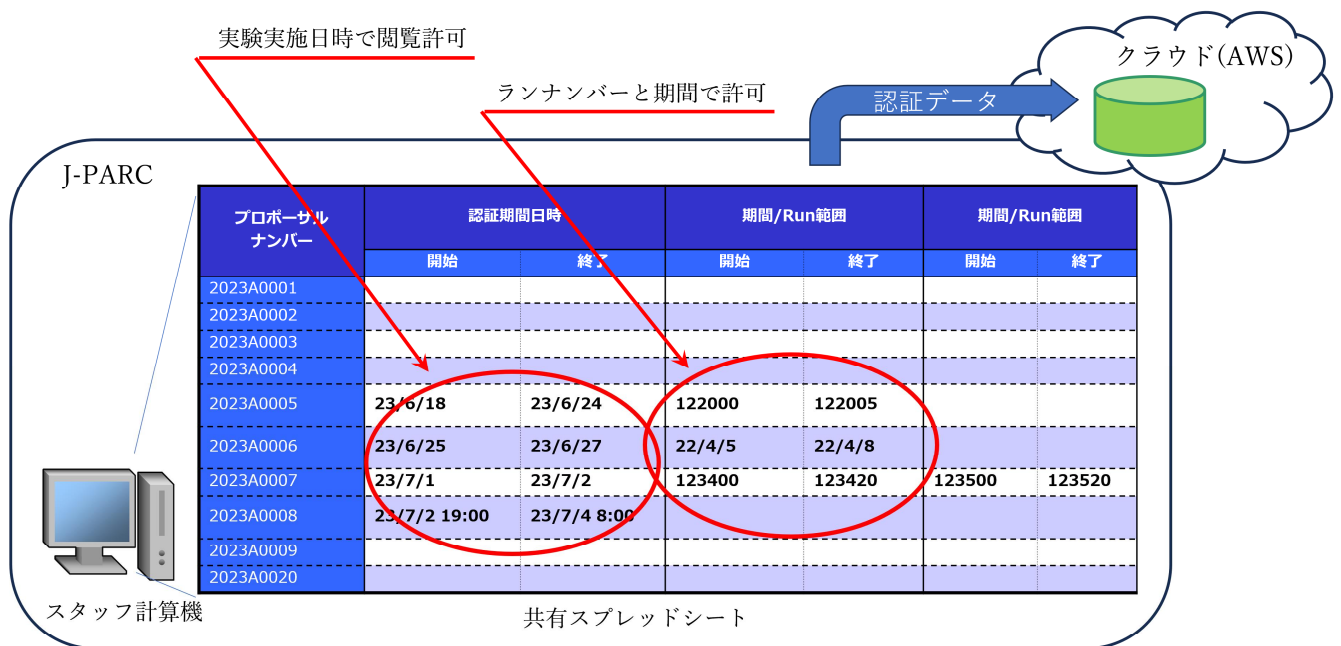 実験実施日時で閲覧許可
クラウド(AWS)
ランナンバーと期間で許可
認証データ
J-PARC
プロポーサル
ナンバー
認証期間日時
期間/Run範囲
期間/Run範囲
開始 終了 開始 終了 開始 終了
2023A0001
2023A0002
2023A0003
2023A0004
2023A0005 23/6/18 23/6/24 122000 122005
2023A0006 23/6/25 23/6/27 22/4/5 22/4/8
2023A0007 23/7/1 23/7/2 123400 123420 123500 123520
2023A0008 23/7/2 19:00 23/7/4 8:00
2023A0009
2023A0020
スタッフ計算機
共有スプレッドシート